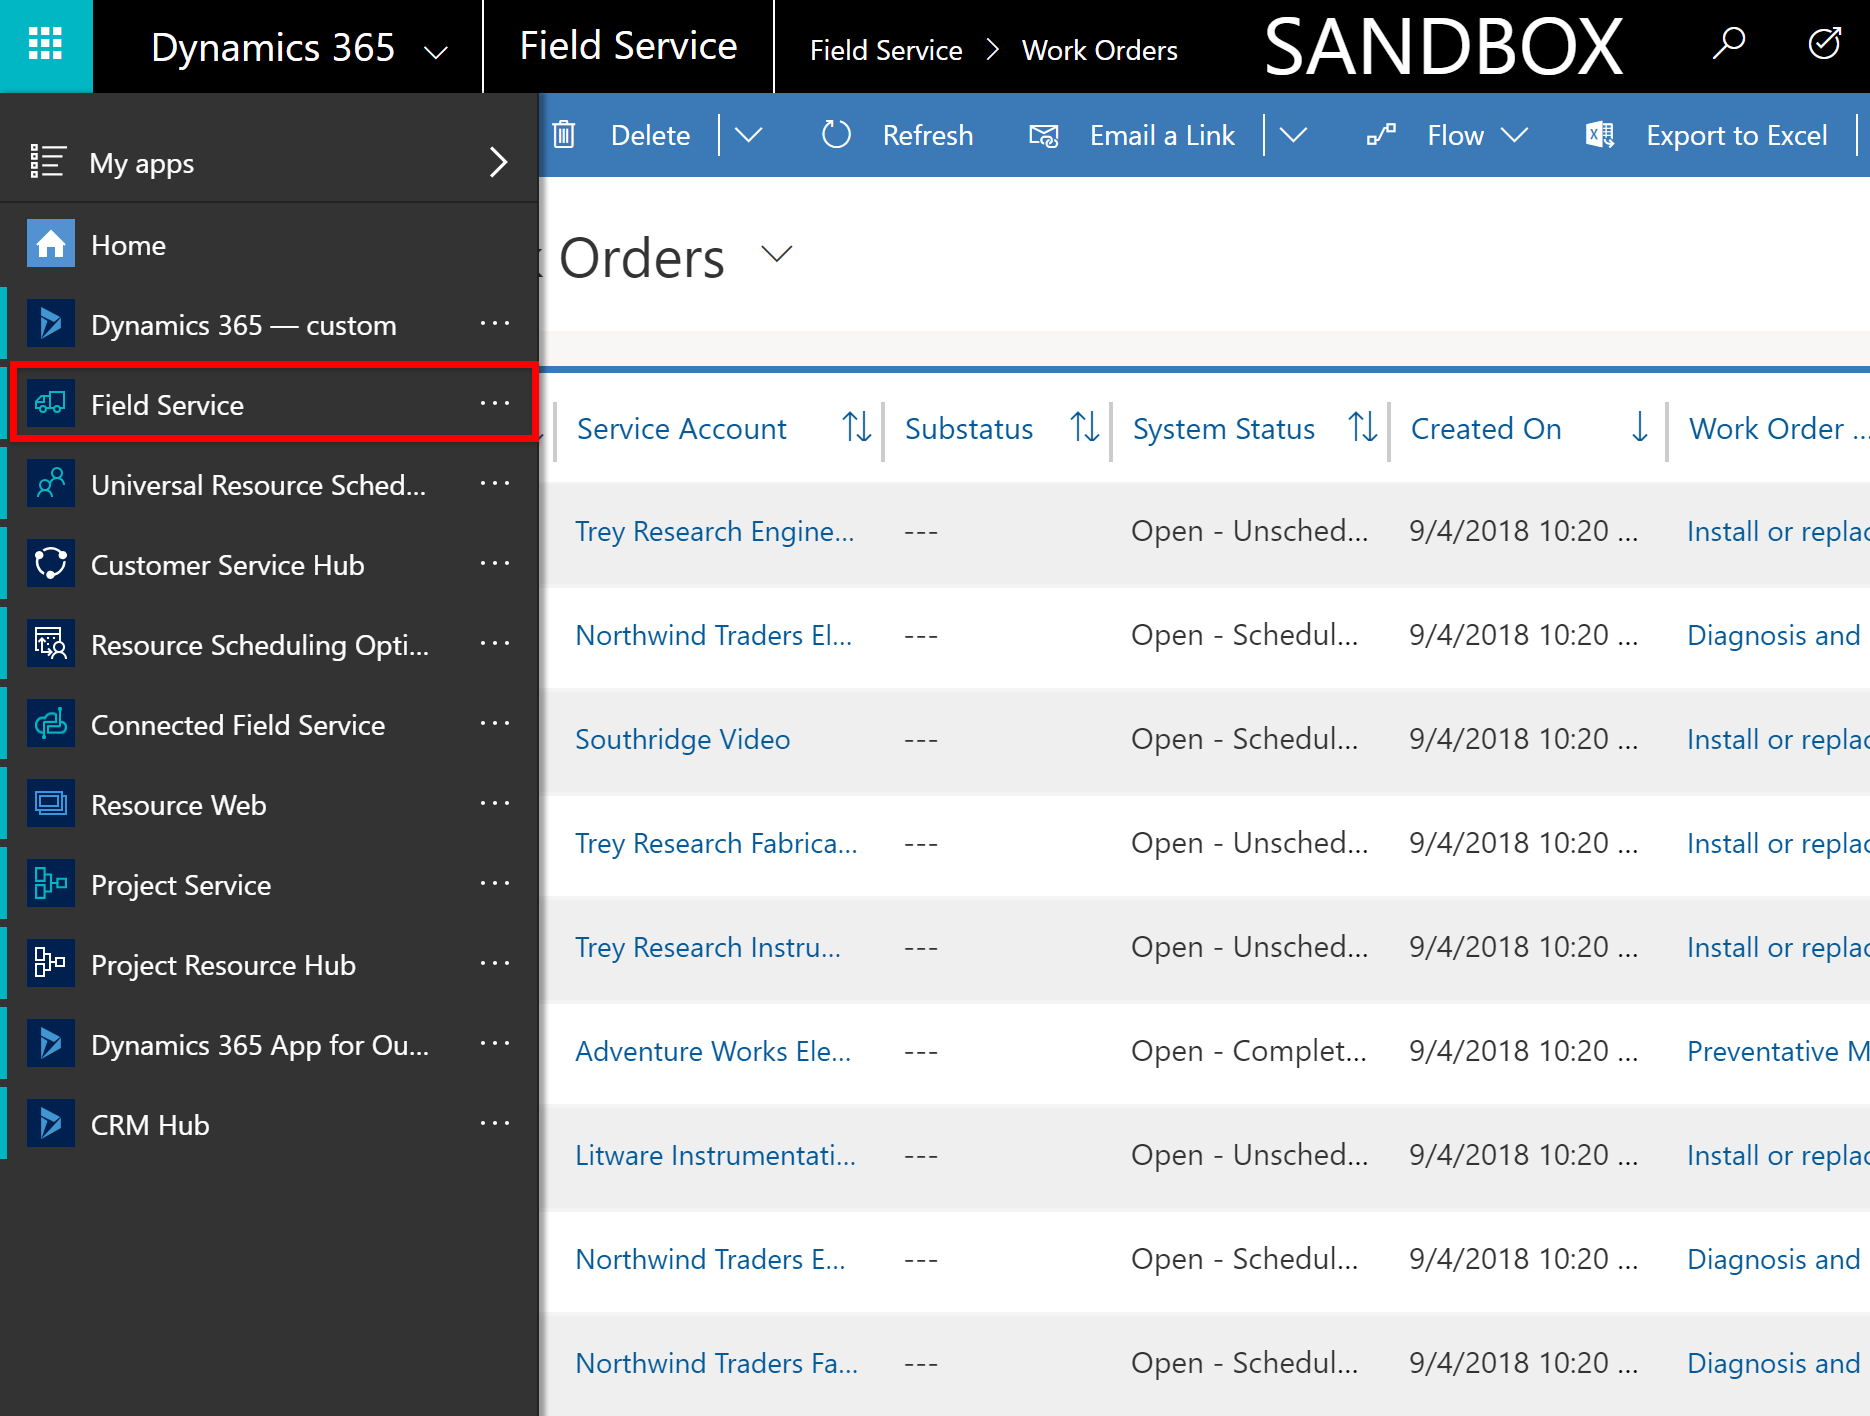 Dynamics 365
Field Service
Field Service > Work Orders
SANDBOX
My apps
Home
Dynamics 365 — custom ...
Field Service ...
Universal Resource Sched... ...
Customer Service Hub ...
Resource Scheduling Opti... ...
Connected Field Service ...
Resource Web ...
Project Service ...
Project Resource Hub ...
Dynamics 365 App for Ou... ...
CRM Hub ...
Delete Refresh Email a Link Flow Export to Excel
Orders
Service Account Substatus System Status Created On Work Order ...
Trey Research Engine... --- Open - Unsched... 9/4/2018 10:20 ... Install or replac
Northwind Traders El... --- Open - Schedul... 9/4/2018 10:20 ... Diagnosis and
Southridge Video --- Open - Schedul... 9/4/2018 10:20 ... Install or replac
Trey Research Fabrica... --- Open - Unsched... 9/4/2018 10:20 ... Install or replac
Trey Research Instru... --- Open - Unsched... 9/4/2018 10:20 ... Install or replac
Adventure Works Ele... --- Open - Complet... 9/4/2018 10:20 ... Preventative M
Litware Instrumentati... --- Open - Unsched... 9/4/2018 10:20 ... Install or replac
Northwind Traders E... --- Open - Schedul... 9/4/2018 10:20 ... Diagnosis and
Northwind Traders Fa... --- Open - Schedul... 9/4/2018 10:20 ... Diagnosis and